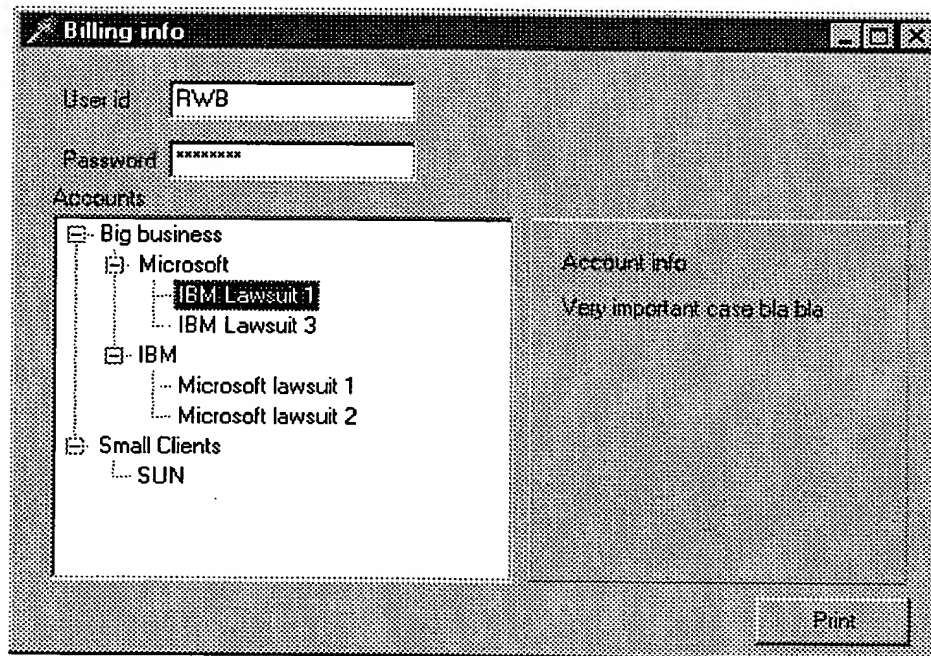 Billing info
User id RWB
Password ********
Accounts
Big business
Microsoft
IBM Lawsuit 1
IBM Lawsuit 3
IBM
Microsoft lawsuit 1
Microsoft lawsuit 2
Small Clients
SUN
Account info
Very important case bla bla
Print